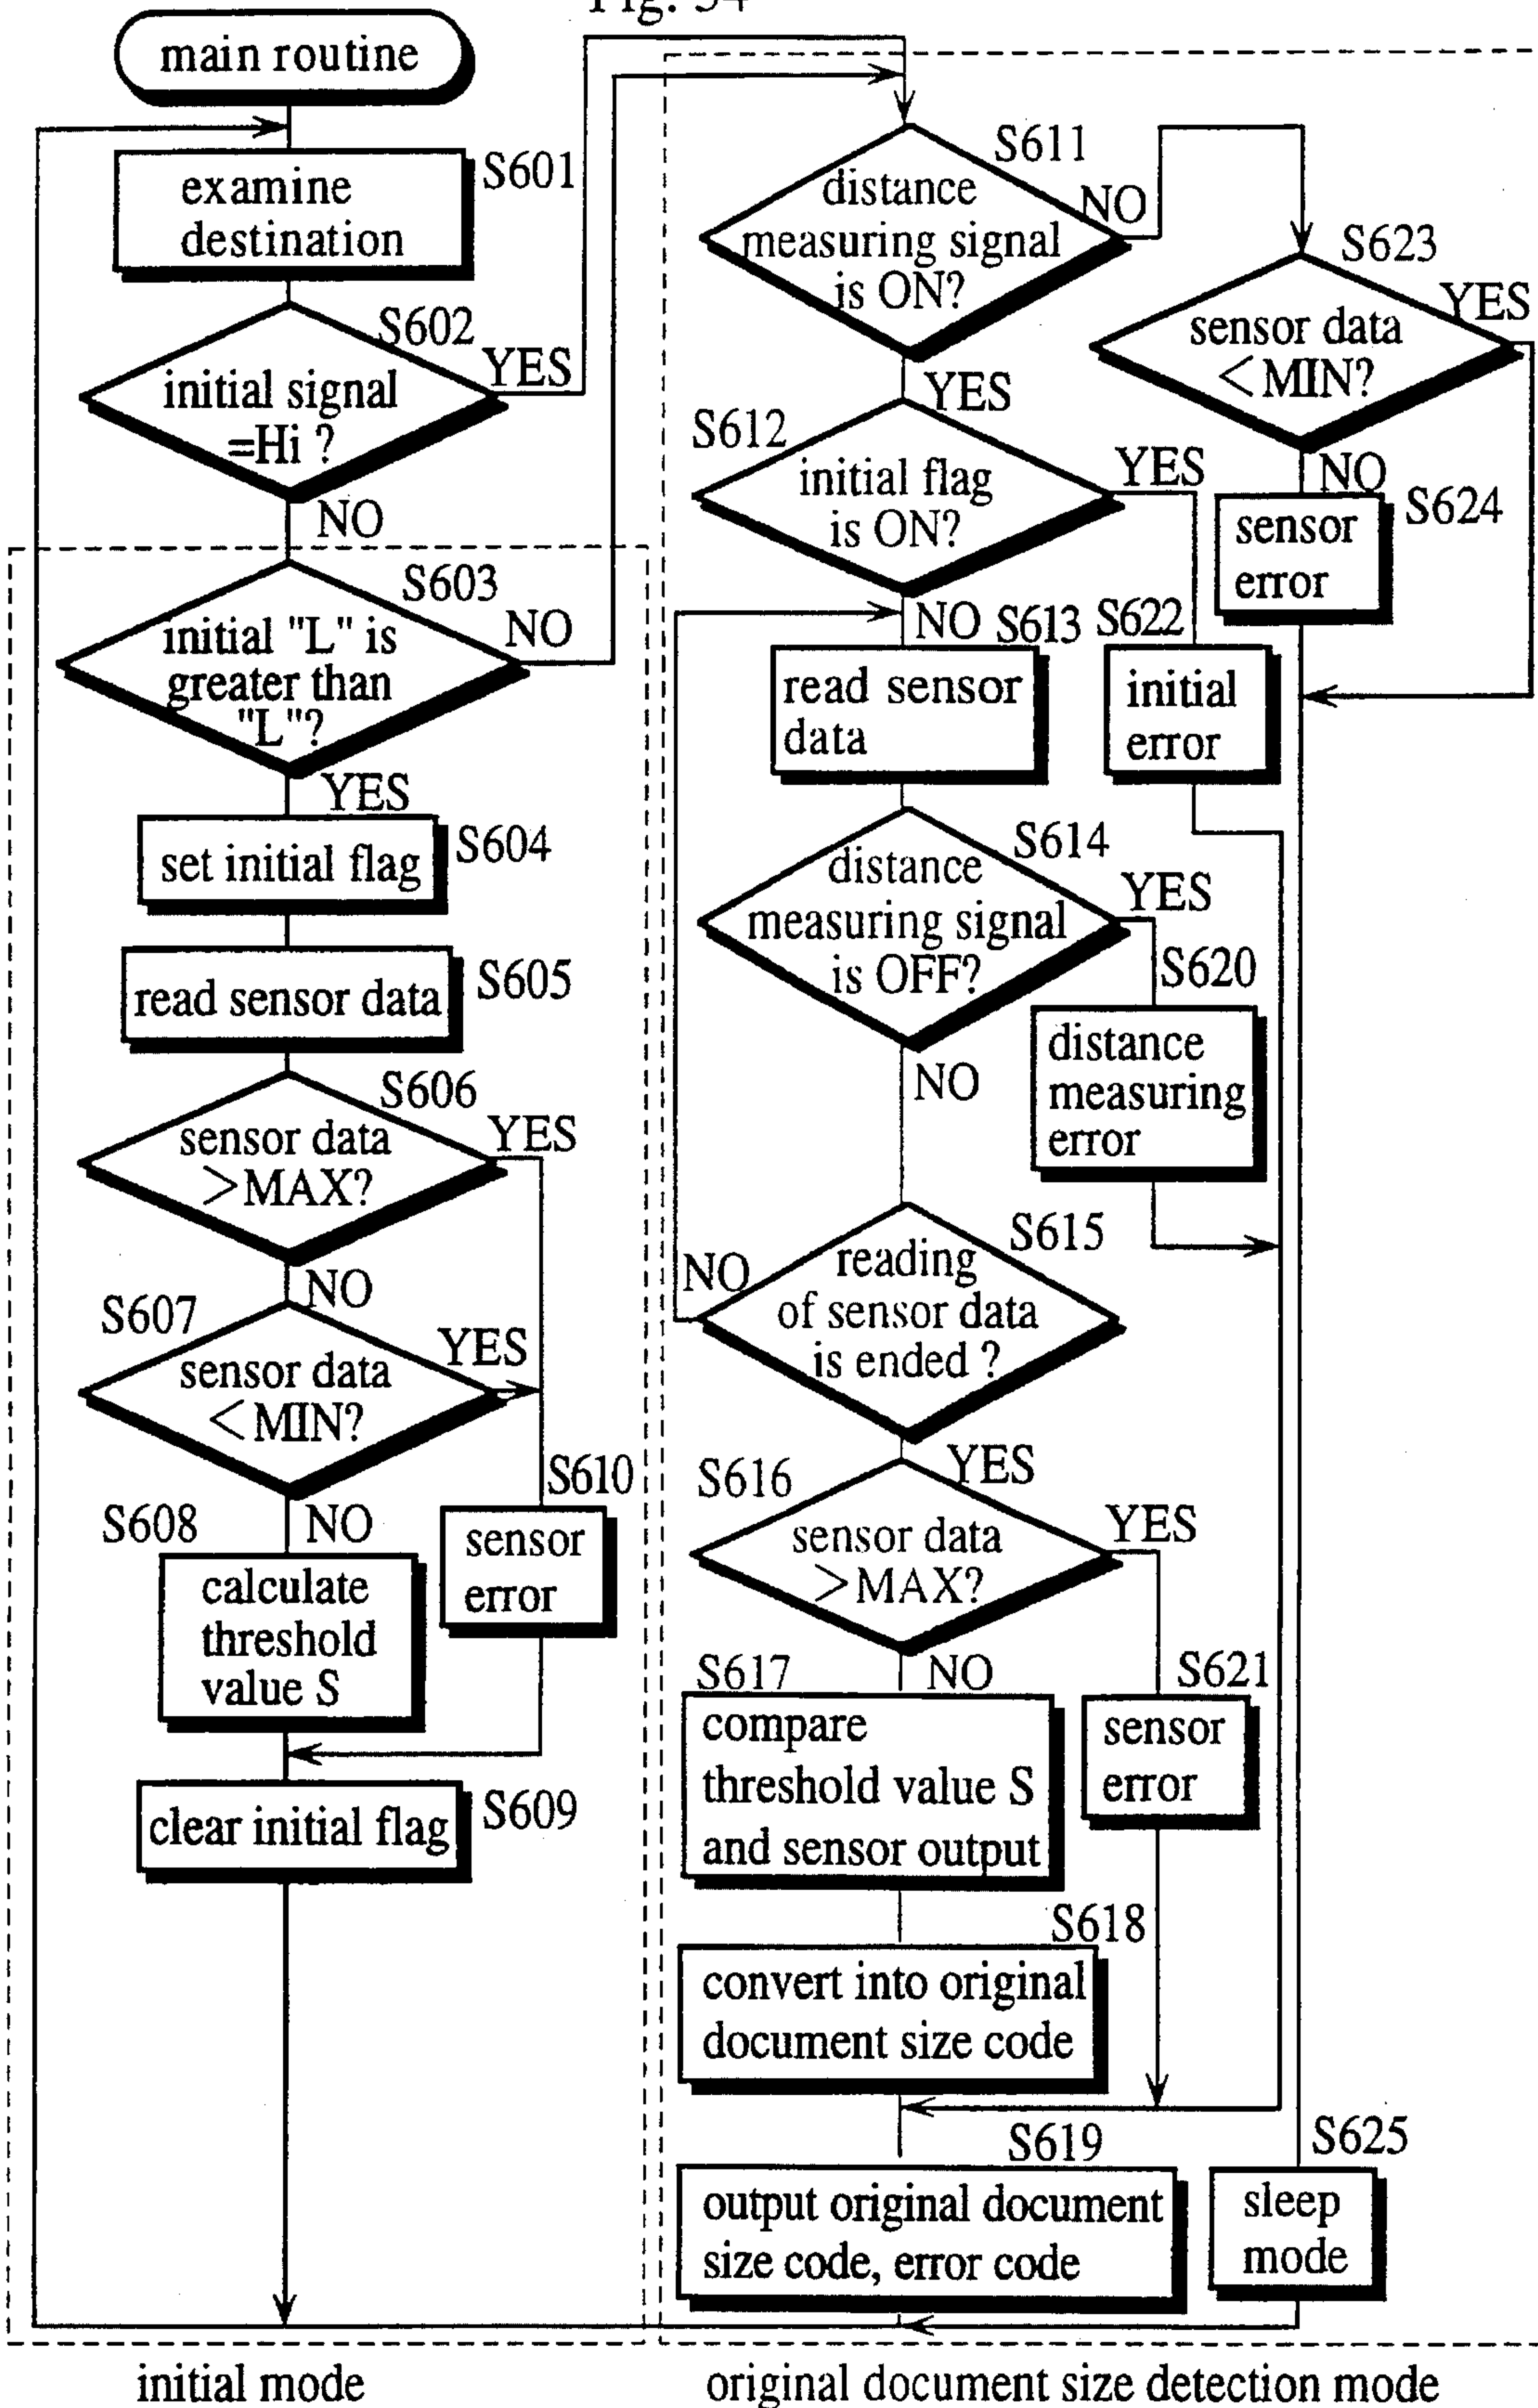 Fig. 34
main routine
examine
destination
S601
S602
initial signal
=Hi ?
YES
NO
S603
initial "L" is
greater than
"L"?
NO
YES
set initial flag
S604
read sensor data
S605
S606
sensor data
>MAX?
YES
NO
S607
sensor data
<MIN?
YES
NO
S608
calculate
threshold
value S
S610
sensor
error
clear initial flag
S609
initial mode
S611
distance
measuring signal
is ON?
NO
YES
S623
sensor data
<MIN?
YES
NO
S624
sensor
error
S612
initial flag
is ON?
YES
NO
S613
read sensor
data
S622
initial
error
S614
distance
measuring signal
is OFF?
YES
NO
S620
distance
measuring
error
S615
reading
of sensor data
is ended ?
NO
YES
S616
sensor data
>MAX?
YES
NO
S617
compare
threshold value S
and sensor output
S621
sensor
error
S618
convert into original
document size code
S619
output original document
size code, error code
S625
sleep
mode
original document size detection mode